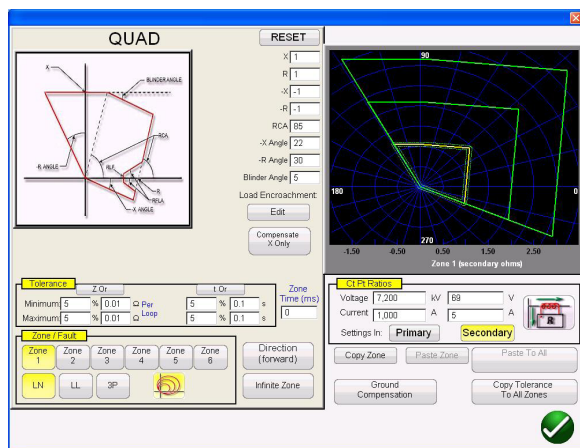 QUAD
RESET
X
BLINDER ANGLE
RCA
-R ANGLE
RLF
-R
RELA
-X
ANGLE
X 1
R 1
-X -1
-R -1
RCA 85
-X Angle 22
-R Angle 30
Blinder Angle 5
Load Encroachment:
Edit
Compensate
X Only
90
180
0
270
-1.50 -0.50 0.50 1.50 2.50
Zone 1 (secondary ohms)
Tolerance
Z Or
t Or
Minimum: 5 % 0.01 Ω Per 5 % 0.1 s
Maximum: 5 % 0.01 Ω Loop 5 % 0.1 s
Zone
Time (ms)
0
Zone / Fault
Zone 1
Zone 2
Zone 3
Zone 4
Zone 5
Zone 6
LN
LL
3P
Direction
(forward)
Infinite Zone
Ct Pt Ratios
Voltage 7,200 kV 69 V
Current 1,000 A 5 A
R
Settings In: Primary Secondary
Copy Zone
Paste Zone
Paste To All
Ground
Compensation
Copy Tolerance
To All Zones